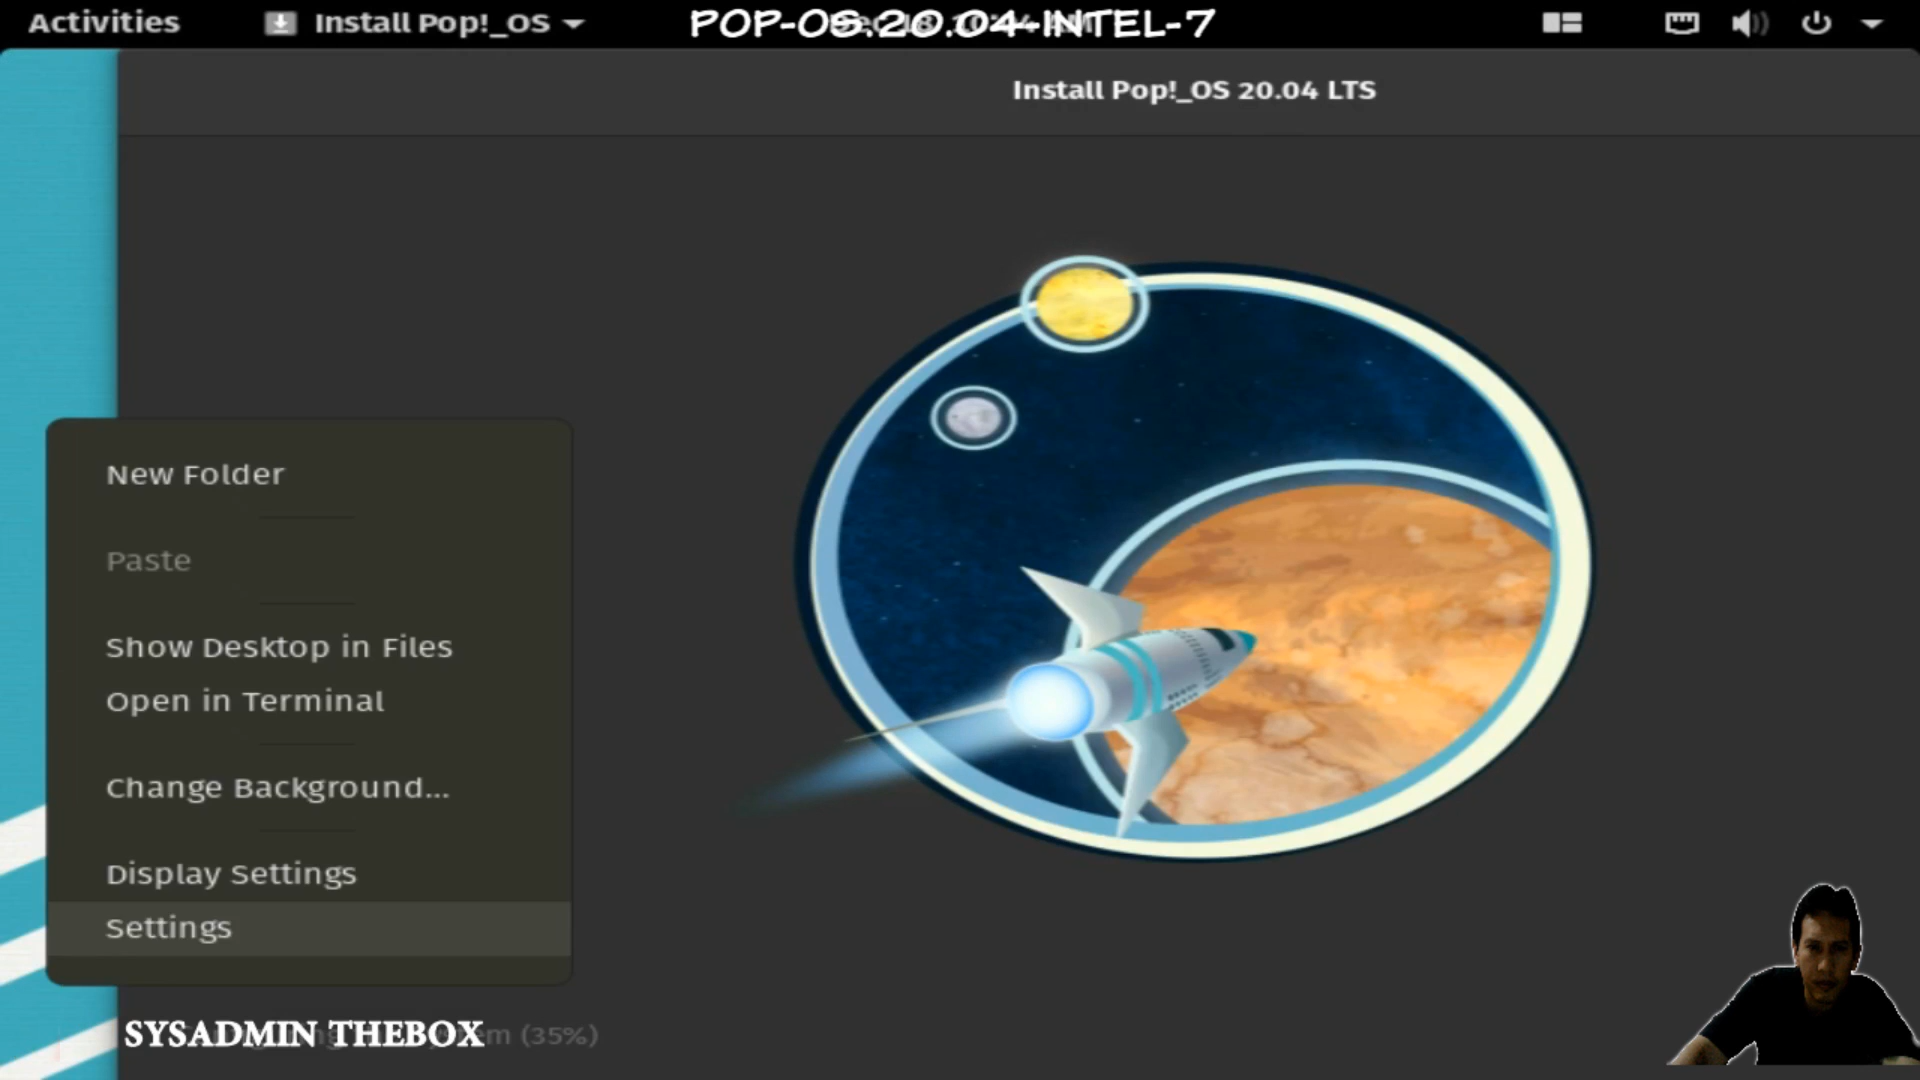 Activities
Install Pop!_OS
POP-OS.20.04-INTEL-7
Install Pop!_OS 20.04 LTS
New Folder
Paste
Show Desktop in Files
Open in Terminal
Change Background...
Display Settings
Settings
SYSADMIN THEBOX
(35%)